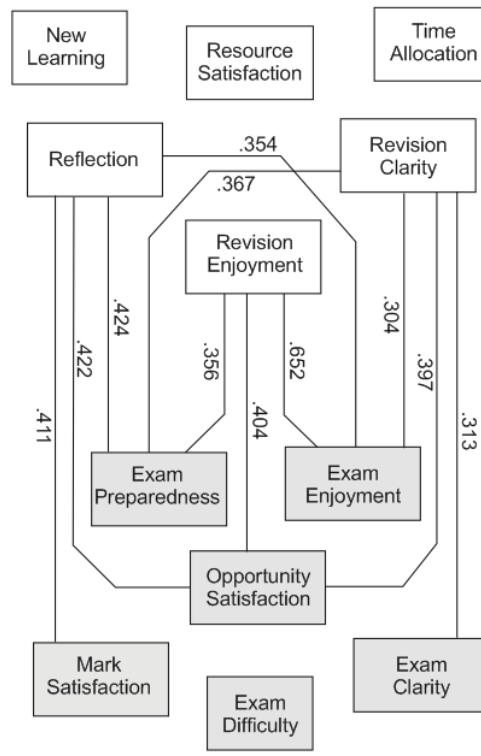 New
Learning
Resource
Satisfaction
Time
Allocation
Reflection
.354
Revision
Clarity
.367
Revision
Enjoyment
.424
.422
.411
.356
.404
.652
.304
.397
.313
Exam
Preparedness
Exam
Enjoyment
Opportunity
Satisfaction
Mark
Satisfaction
Exam
Difficulty
Exam
Clarity